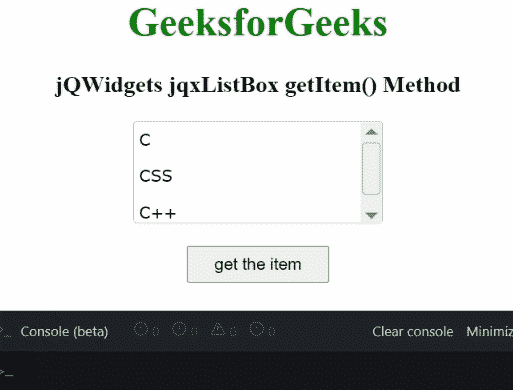 GeeksforGeeks
jQWidgets jqxListBox getItem() Method
C
CSS
C++
get the item
>_ Console (beta) 0 0 0 0 Clear console Minimiz
>_